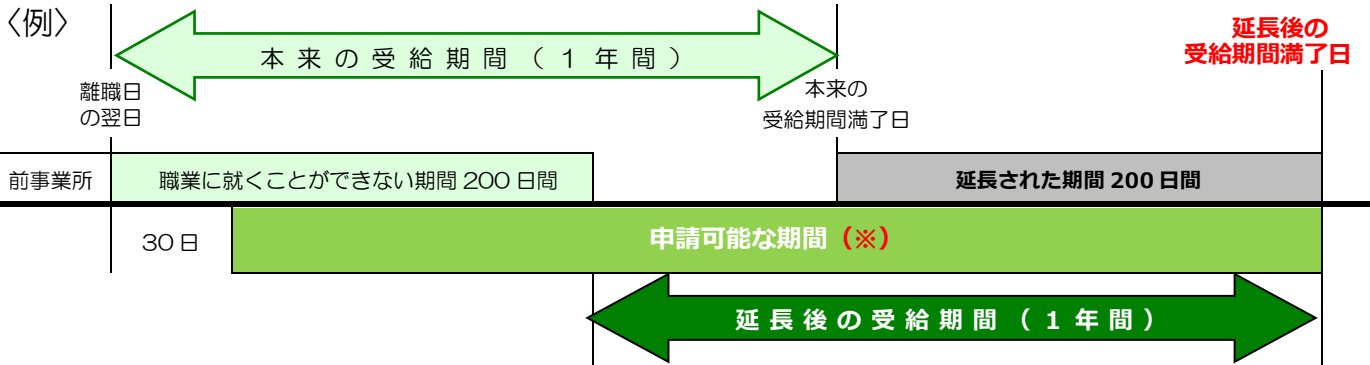 〈例〉
本来の受給期間(1年間)
延長後の
受給期間満了日
離職日
の翌日
本来の
受給期間満了日
前事業所
職業に就くことができない期間 200 日間
延長された期間 200 日間
30 日
申請可能な期間(※)
延長後の受給期間(1年間)